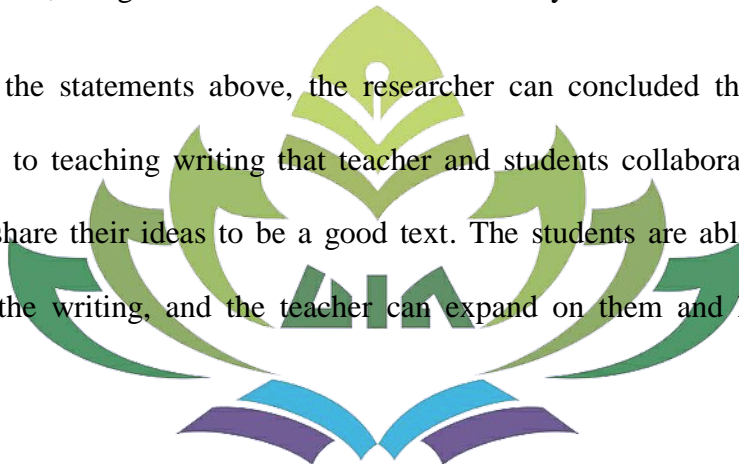 the statements above, the researcher can concluded th
to teaching writing that teacher and students collabora
share their ideas to be a good text. The students are abl
the writing, and the teacher can expand on them and